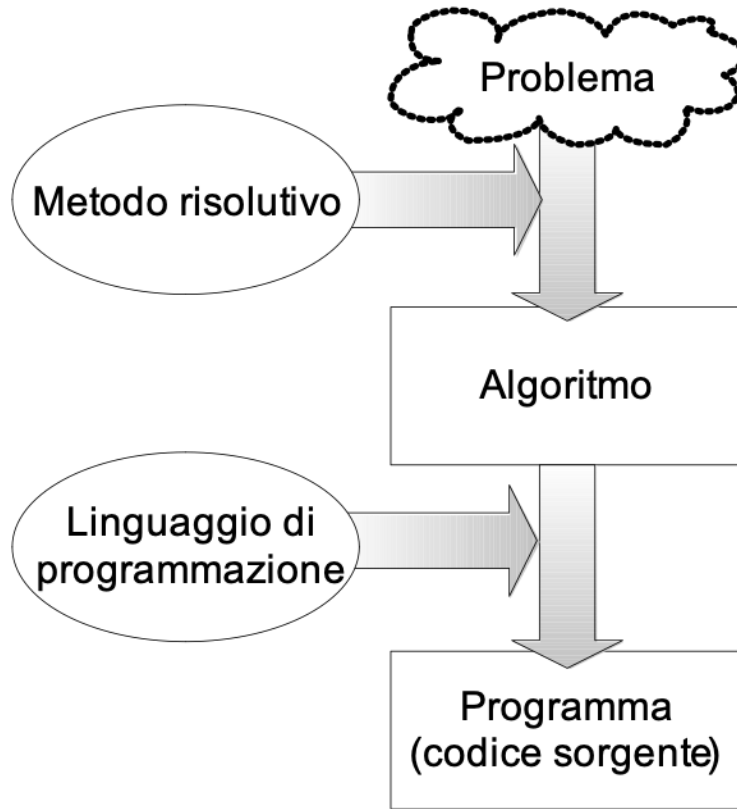 Problema
Metodo risolutivo
Algoritmo
Linguaggio di
programmazione
Programma
(codice sorgente)